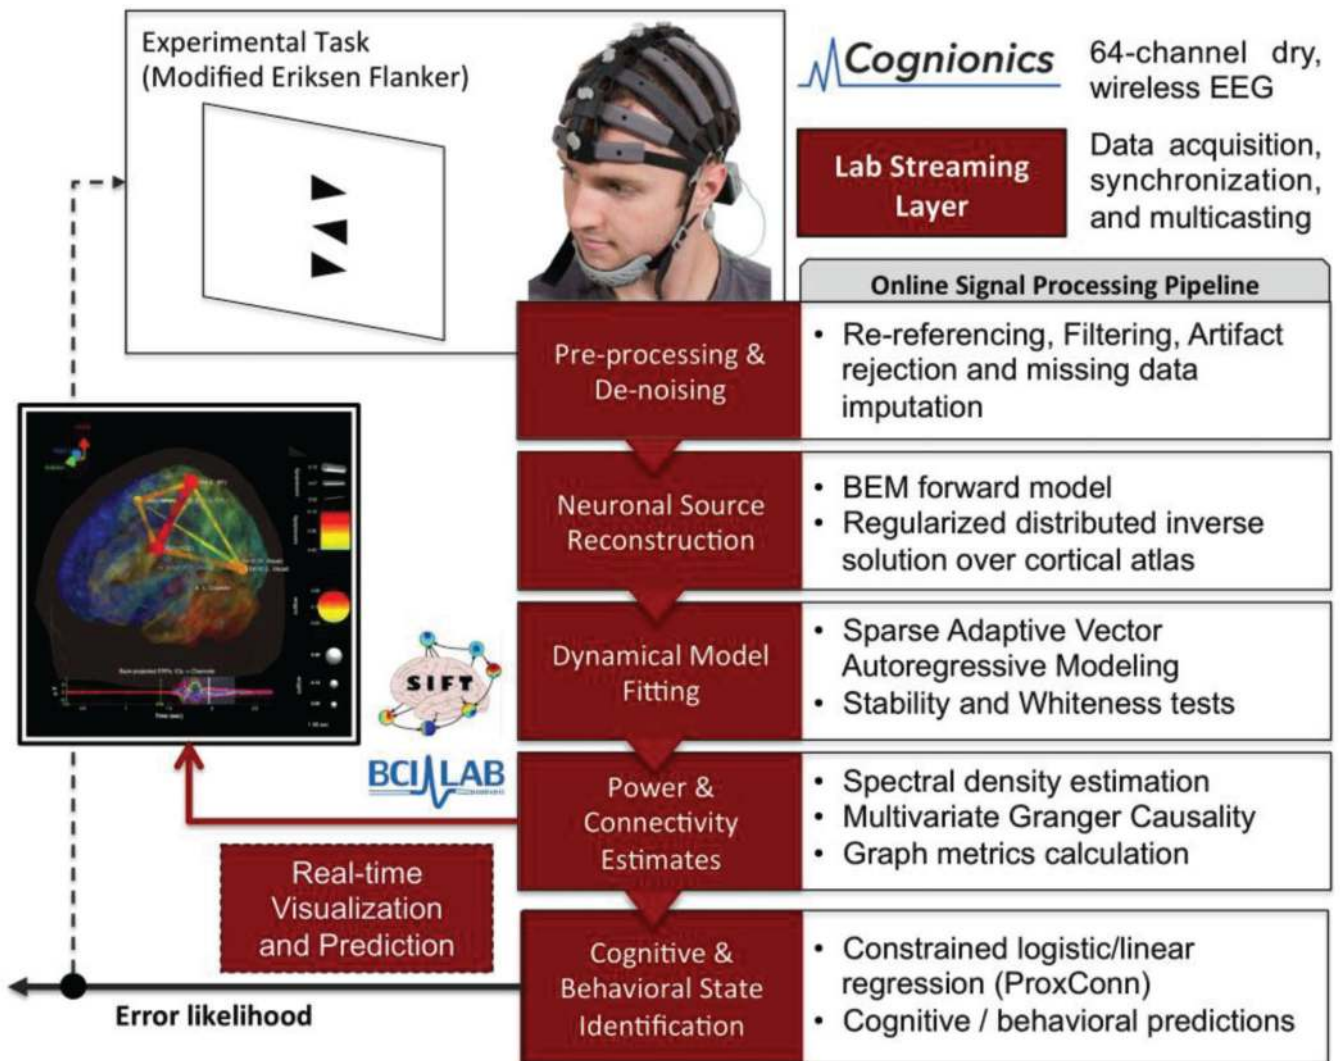 Experimental Task
(Modified Eriksen Flanker)
Cognionics
64-channel dry,
wireless EEG
Lab Streaming
Layer
Data acquisition,
synchronization,
and multicasting
Online Signal Processing Pipeline
Pre-processing &
De-noising
• Re-referencing, Filtering, Artifact
rejection and missing data
imputation
Neuronal Source
Reconstruction
• BEM forward model
• Regularized distributed inverse
solution over cortical atlas
Dynamical Model
Fitting
• Sparse Adaptive Vector
Autoregressive Modeling
• Stability and Whiteness tests
SIFT
BCILAB
Power &
Connectivity
Estimates
• Spectral density estimation
• Multivariate Granger Causality
• Graph metrics calculation
Time (sec)
Real-time
Visualization
and Prediction
Cognitive &
Behavioral State
Identification
• Constrained logistic/linear
regression (ProxConn)
• Cognitive / behavioral predictions
Error likelihood